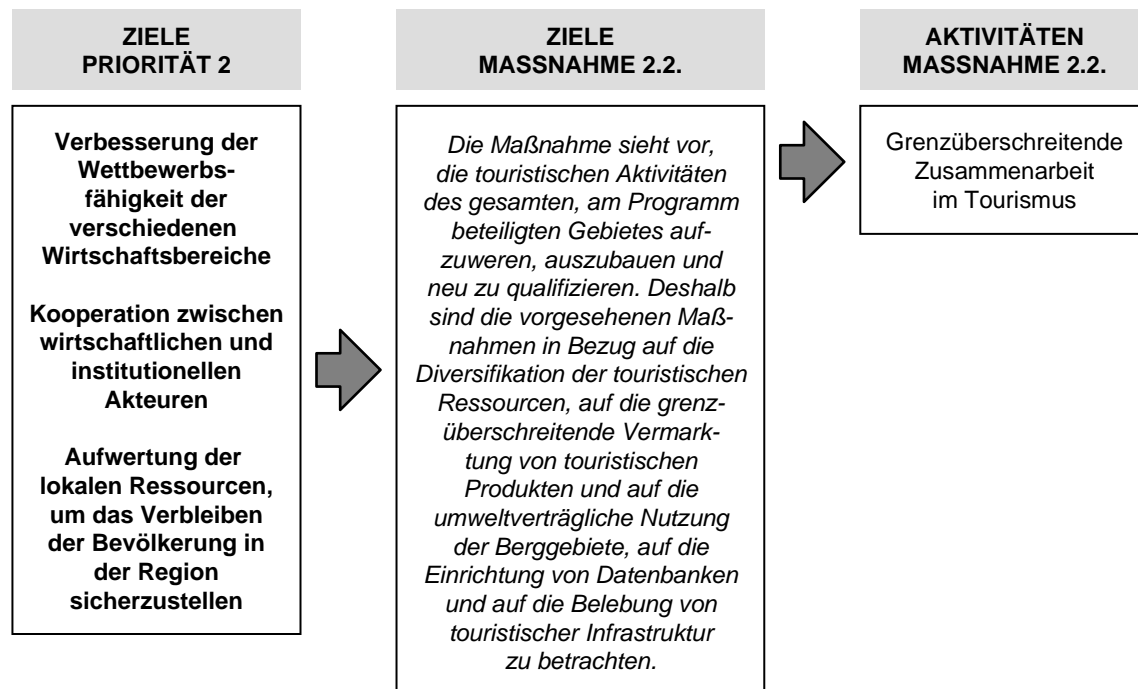 ZIELE
PRIORITÄT 2
Verbesserung der
Wettbewerbs-
fähigkeit der
verschiedenen
Wirtschaftsbereiche
Kooperation zwischen
wirtschaftlichen und
institutionellen
Akteuren
Aufwertung der
lokalen Ressourcen,
um das Verbleiben
der Bevölkerung in
der Region
sicherzustellen
ZIELE
MASSNAHME 2.2.
Die Maßnahme sieht vor,
die touristischen Aktivitäten
des gesamten, am Programm
beteiligten Gebietes auf-
zuweren, auszubauen und
neu zu qualifizieren. Deshalb
sind die vorgesehenen Maß-
nahmen in Bezug auf die
Diversifikation der touristischen
Ressourcen, auf die grenz-
überschreitende Vermark-
tung von touristischen
Produkten und auf die
umweltverträgliche Nutzung
der Berggebiete, auf die
Einrichtung von Datenbanken
und auf die Belebung von
touristischer Infrastruktur
zu betrachten.
AKTIVITÄTEN
MASSNAHME 2.2.
Grenzüberschreitende
Zusammenarbeit
im Tourismus